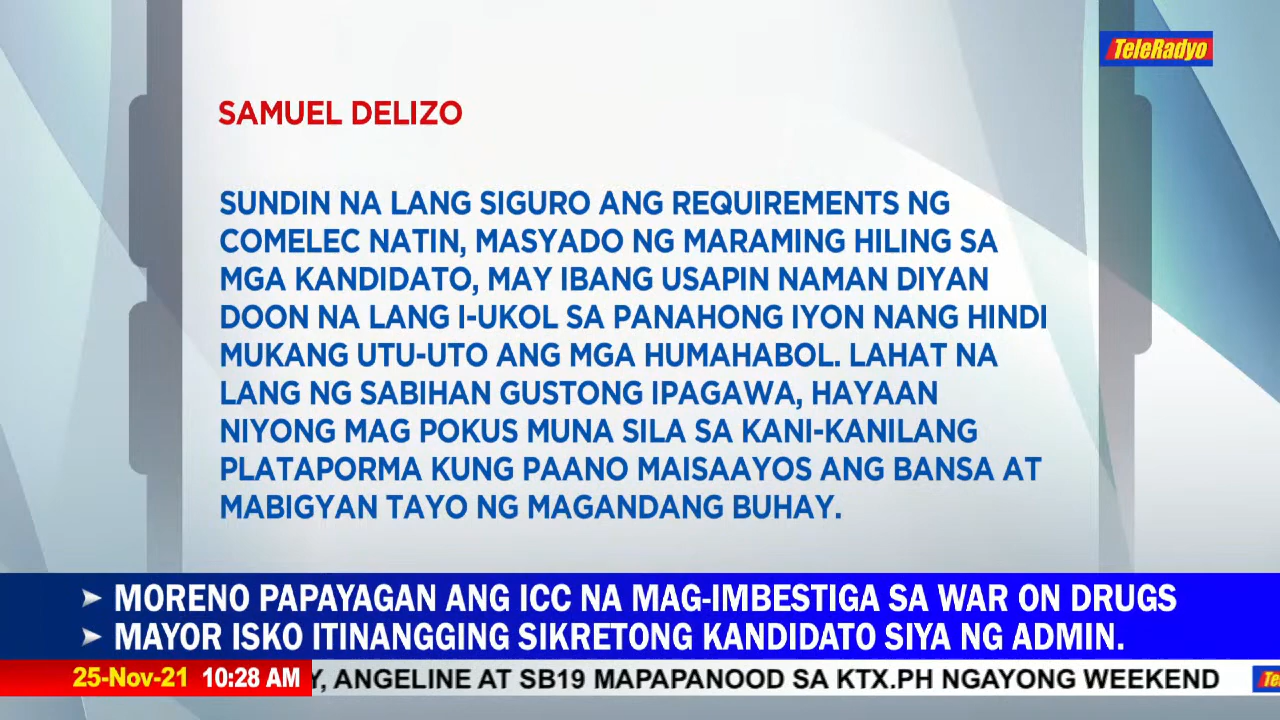 TeleRadyo
SAMUEL DELIZO
SUNDIN NA LANG SIGURO ANG REQUIREMENTS NG
COMELEC NATIN, MASYADO NG MARAMING HILING SA
MGA KANDIDATO, MAY IBANG USAPIN NAMAN DIYAN
DOON NA LANG I-UKOL SA PANAHONG IYON NANG HINDI
MUKANG UTU-UTO ANG MGA HUMAHABOL. LAHAT NA
LANG NG SABIHAN GUSTONG IPAGAWA, HAYAAN
NIYONG MAG POKUS MUNA SILA SA KANI-KANILANG
PLATAPORMA KUNG PAANO MAISAAYOS ANG BANSA AT
MABIGYAN TAYO NG MAGANDANG BUHAY.
➤ MORENO PAPAYAGAN ANG ICC NA MAG-IMBESTIGA SA WAR ON DRUGS
➤ MAYOR ISKO ITINANGGING SIKRETONG KANDIDATO SIYA NG ADMIN.
25-Nov-21 10:28 AM , ANGELINE AT SB19 MAPAPANOOD SA KTX.PH NGAYONG WEEKEND